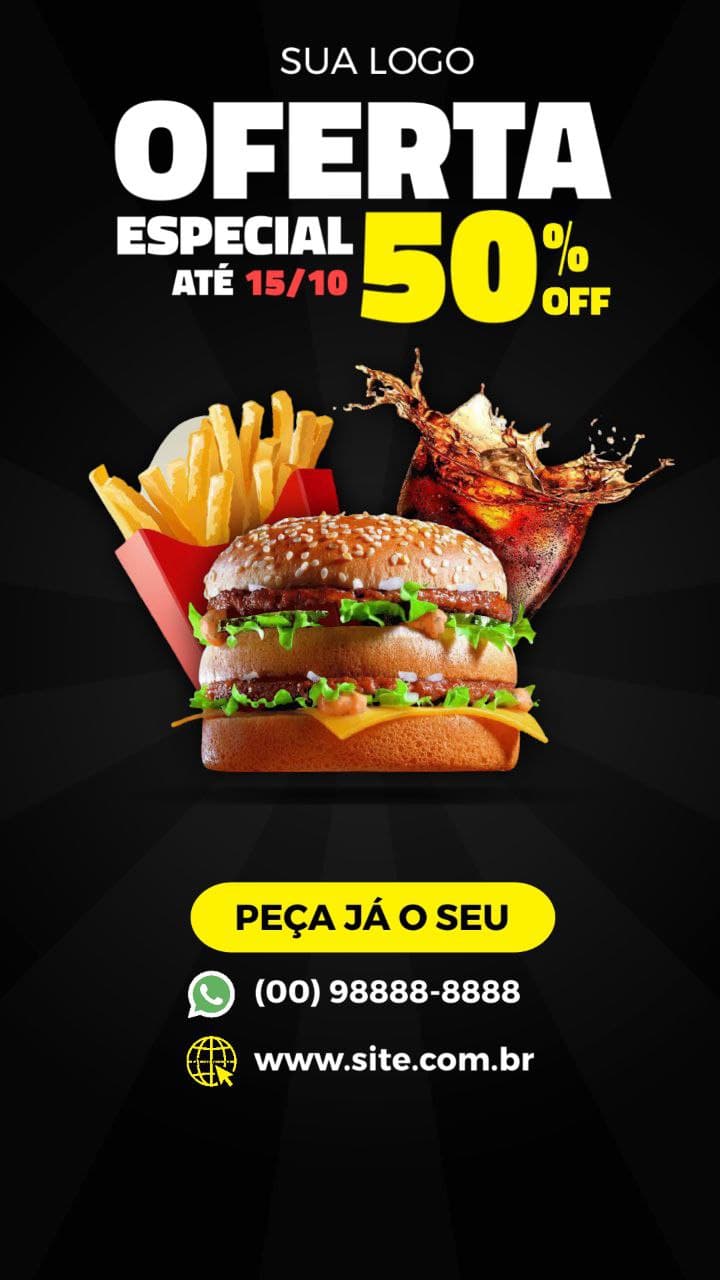 SUA LOGO
OFERTA
ESPECIAL
ATÉ 15/10
50% OFF
PEÇA JÁ O SEU
(00) 98888-8888
www.site.com.br